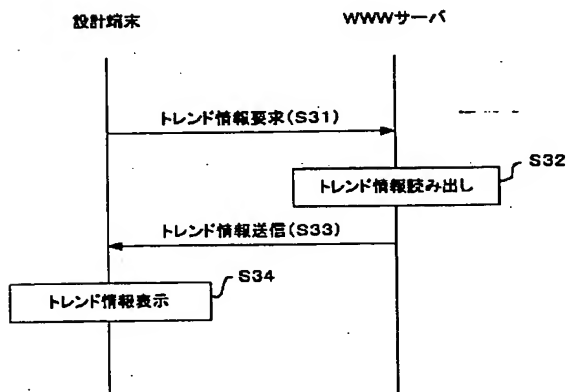 設計端末
WWWサーバ
トレンド情報要求(S31)
S32
トレンド情報読み出し
トレンド情報送信(S33)
S34
トレンド情報表示